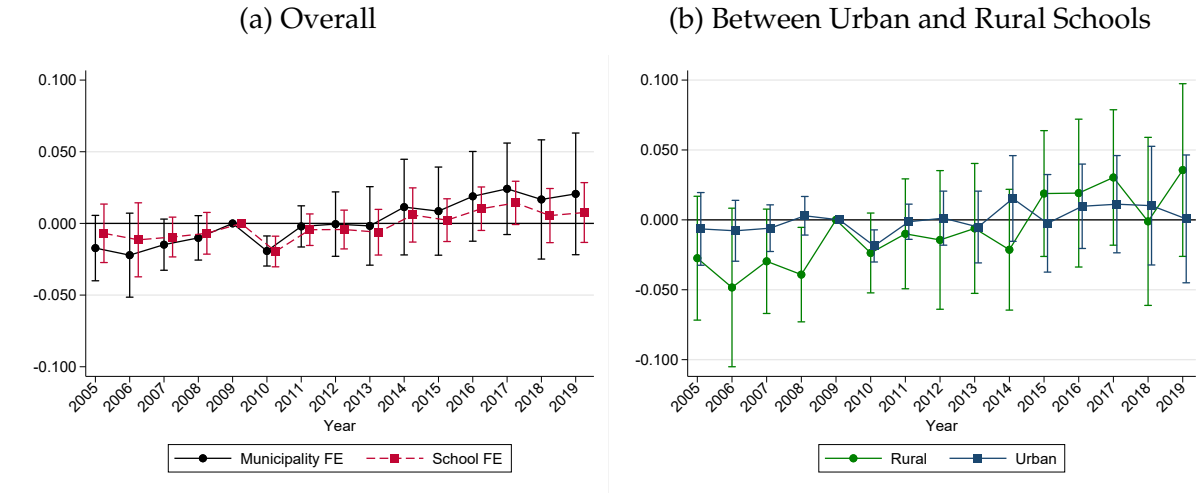 (a) Overall
0.100
0.050
0.000
-0.050
-0.100
2005 2006 2007 2008 2009 2010 2011 2012 2013 2014 2015 2016 2017 2018 2019
Year
Municipality FE School FE
(b) Between Urban and Rural Schools
0.100
0.050
0.000
-0.050
-0.100
2005 2006 2007 2008 2009 2010 2011 2012 2013 2014 2015 2016 2017 2018 2019
Year
Rural Urban